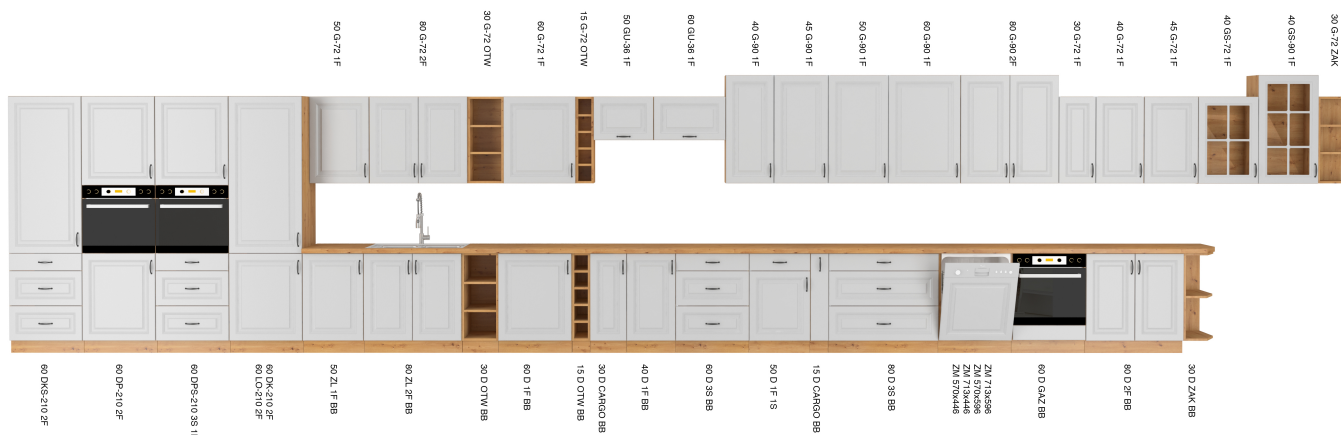 50 G-72 1F
80 G-72 2F
30 G-72 OTW
60 G-72 1F
15 G-72 OTW
50 GU-36 1F
60 GU-36 1F
40 G-90 1F
45 G-90 1F
50 G-90 1F
60 G-90 1F
80 G-90 2F
30 G-72 1F
40 G-72 1F
45 G-72 1F
40 GS-72 1F
40 GS-90 1F
30 G-72 ZAK
60 DKS-210 2F
60 DP-210 2F
60 DPS-210 3S 1
60 DK-210 2F
60 LO-210 2F
50 ZL 1F BB
80 ZL 2F BB
30 D OTW BB
60 D 1F BB
15 D OTW BB
30 D CARGO BB
40 D 1F BB
60 D 3S BB
50 D 1F 1S
15 D CARGO BB
80 D 3S BB
ZM 713x596
ZM 570x596
ZM 713x446
ZM 570x446
60 D GAZ BB
80 D 2F BB
30 D ZAK BB